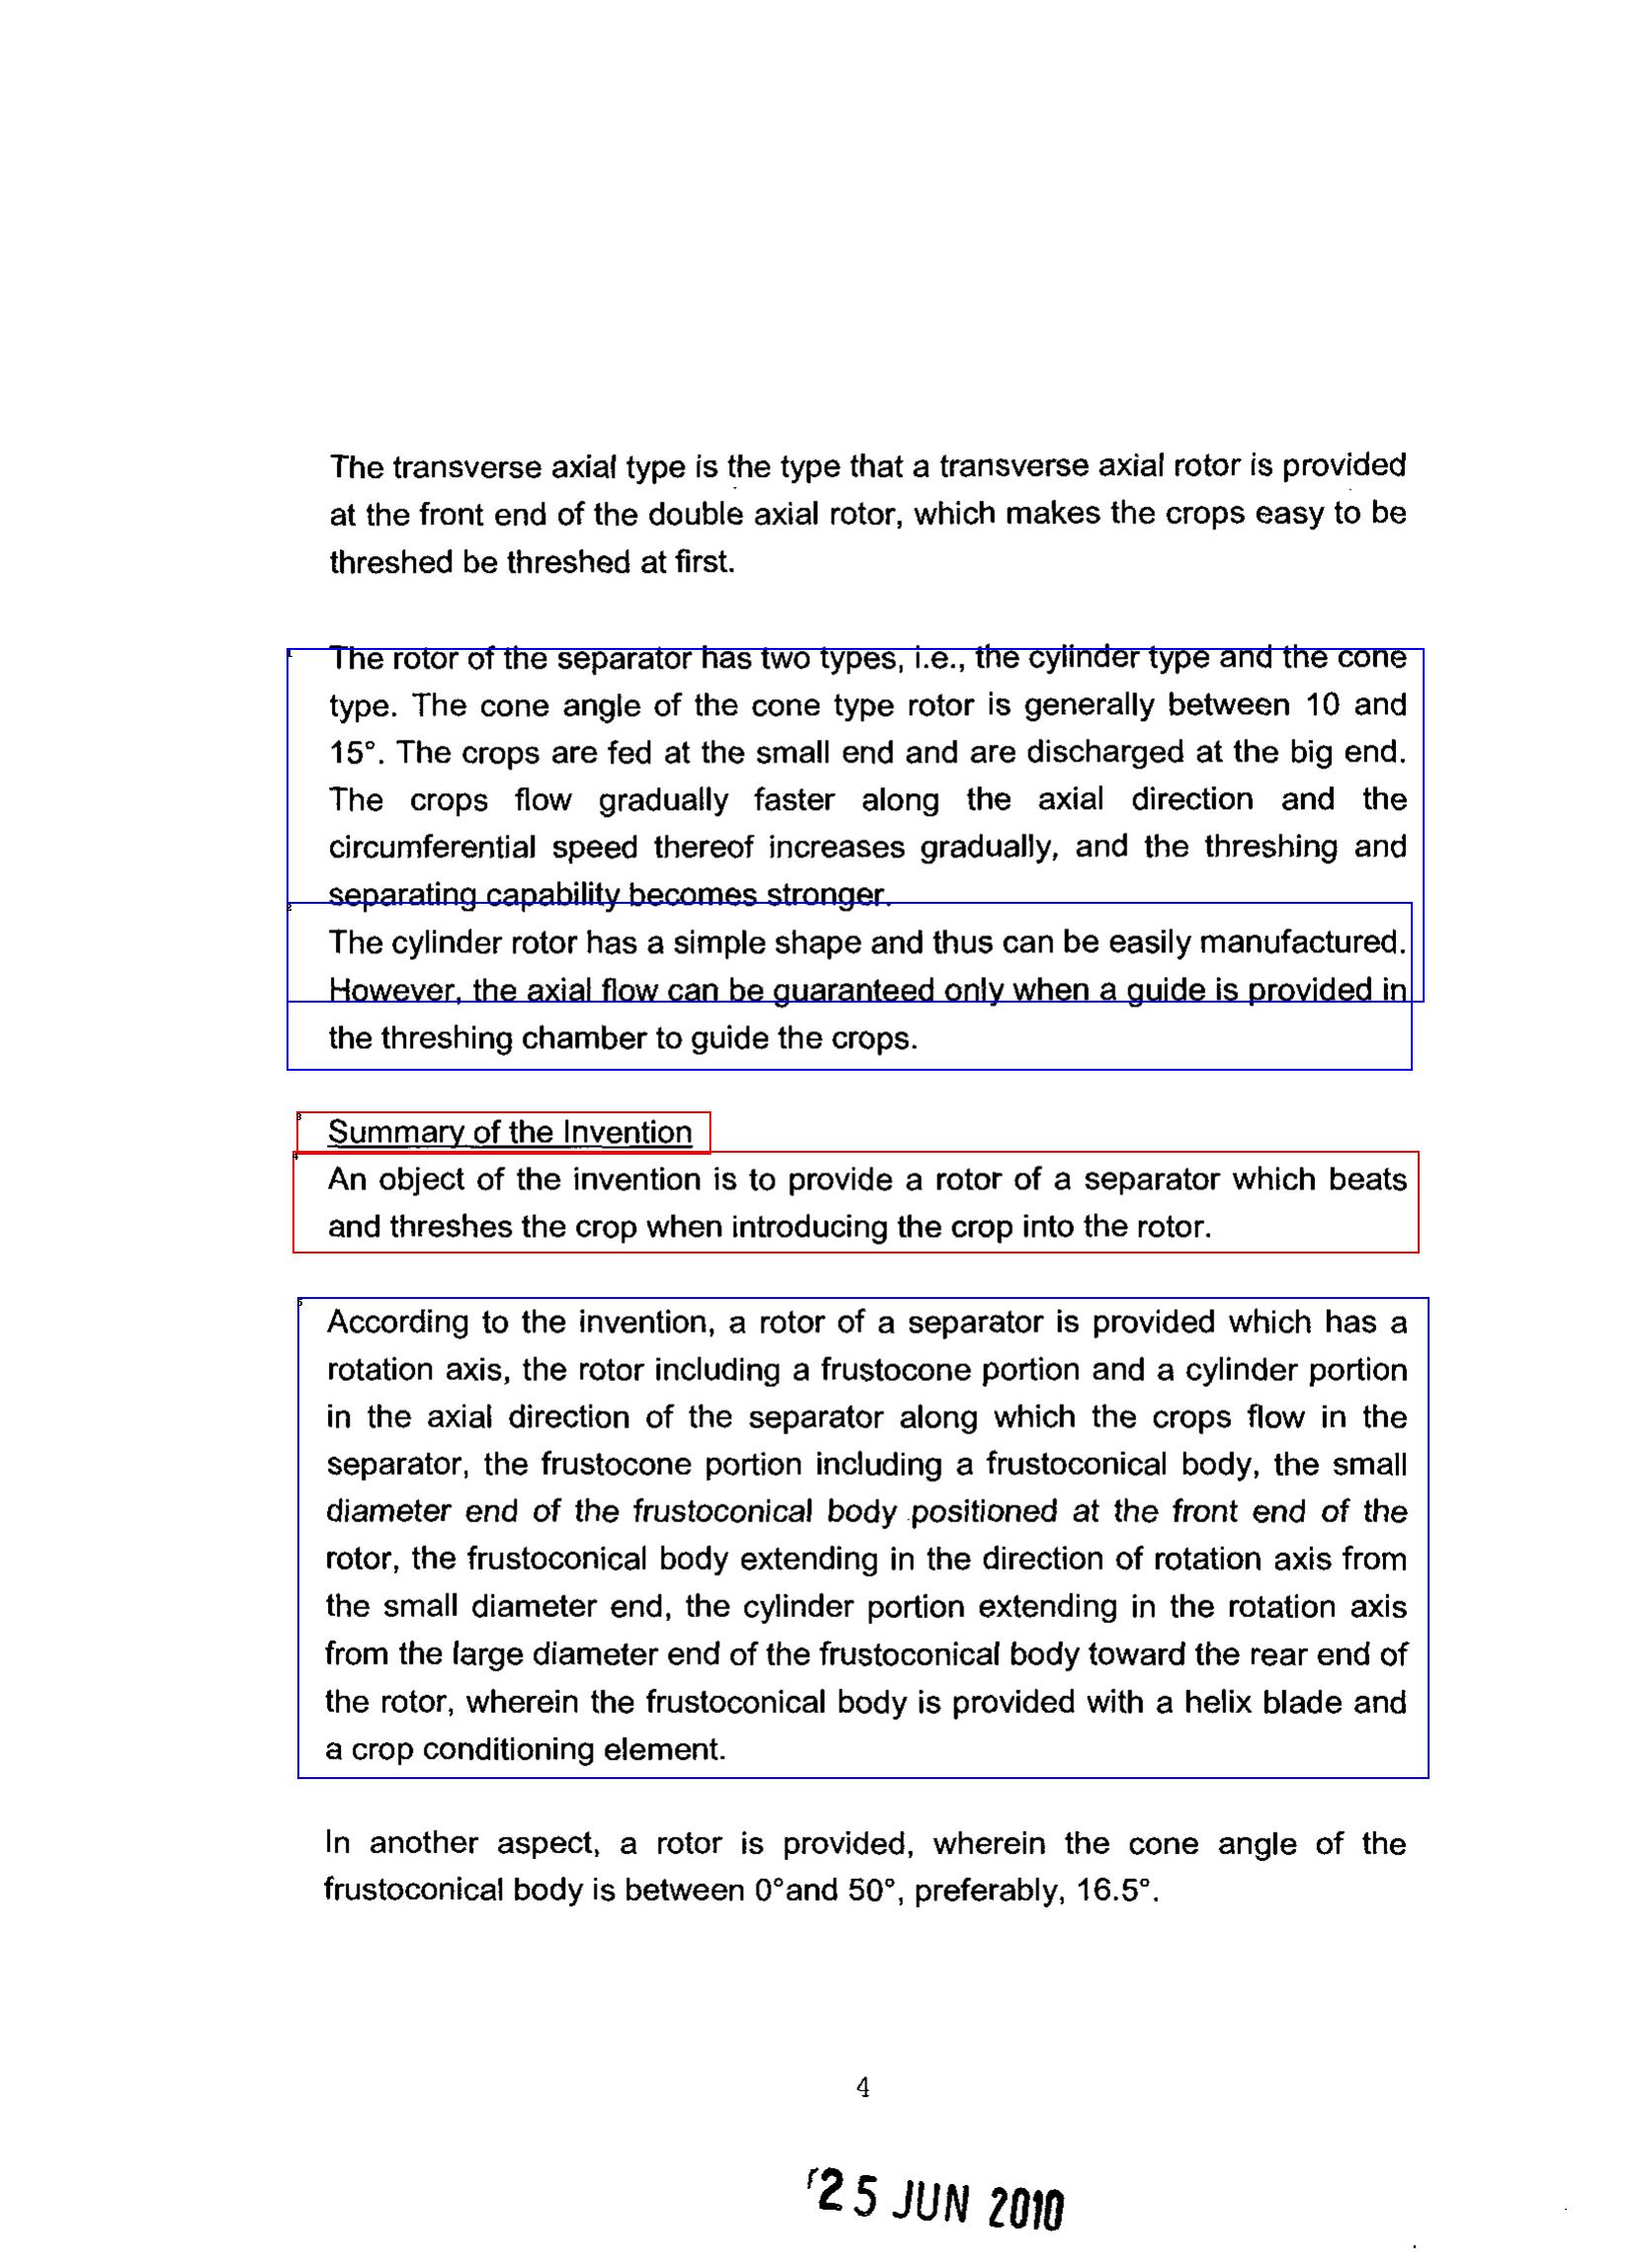 The transverse axial type is the type that a transverse axial rotor is provided
at the front end of the double axial rotor, which makes the crops easy to be
threshed be threshed at first.
1
The rotor of the separator has two types, i.e., the cylinder type and the cone
type. The cone angle of the cone type rotor is generally between 10 and
15°. The crops are fed at the small end and are discharged at the big end.
The crops flow gradually faster along the axial direction and the
circumferential speed thereof increases gradually, and the threshing and
separating capability becomes stronger.
2
The cylinder rotor has a simple shape and thus can be easily manufactured.
However, the axial flow can be guaranteed only when a guide is provided in
the threshing chamber to guide the crops.
3
Summary of the Invention
4
An object of the invention is to provide a rotor of a separator which beats
and threshes the crop when introducing the crop into the rotor.
5
According to the invention, a rotor of a separator is provided which has a
rotation axis, the rotor including a frustocone portion and a cylinder portion
in the axial direction of the separator along which the crops flow in the
separator, the frustocone portion including a frustoconical body, the small
diameter end of the frustoconical body positioned at the front end of the
rotor, the frustoconical body extending in the direction of rotation axis from
the small diameter end, the cylinder portion extending in the rotation axis
from the large diameter end of the frustoconical body toward the rear end of
the rotor, wherein the frustoconical body is provided with a helix blade and
a crop conditioning element.
In another aspect, a rotor is provided, wherein the cone angle of the
frustoconical body is between 0°and 50°, preferably, 16.5°.
4
25 JUN 2010